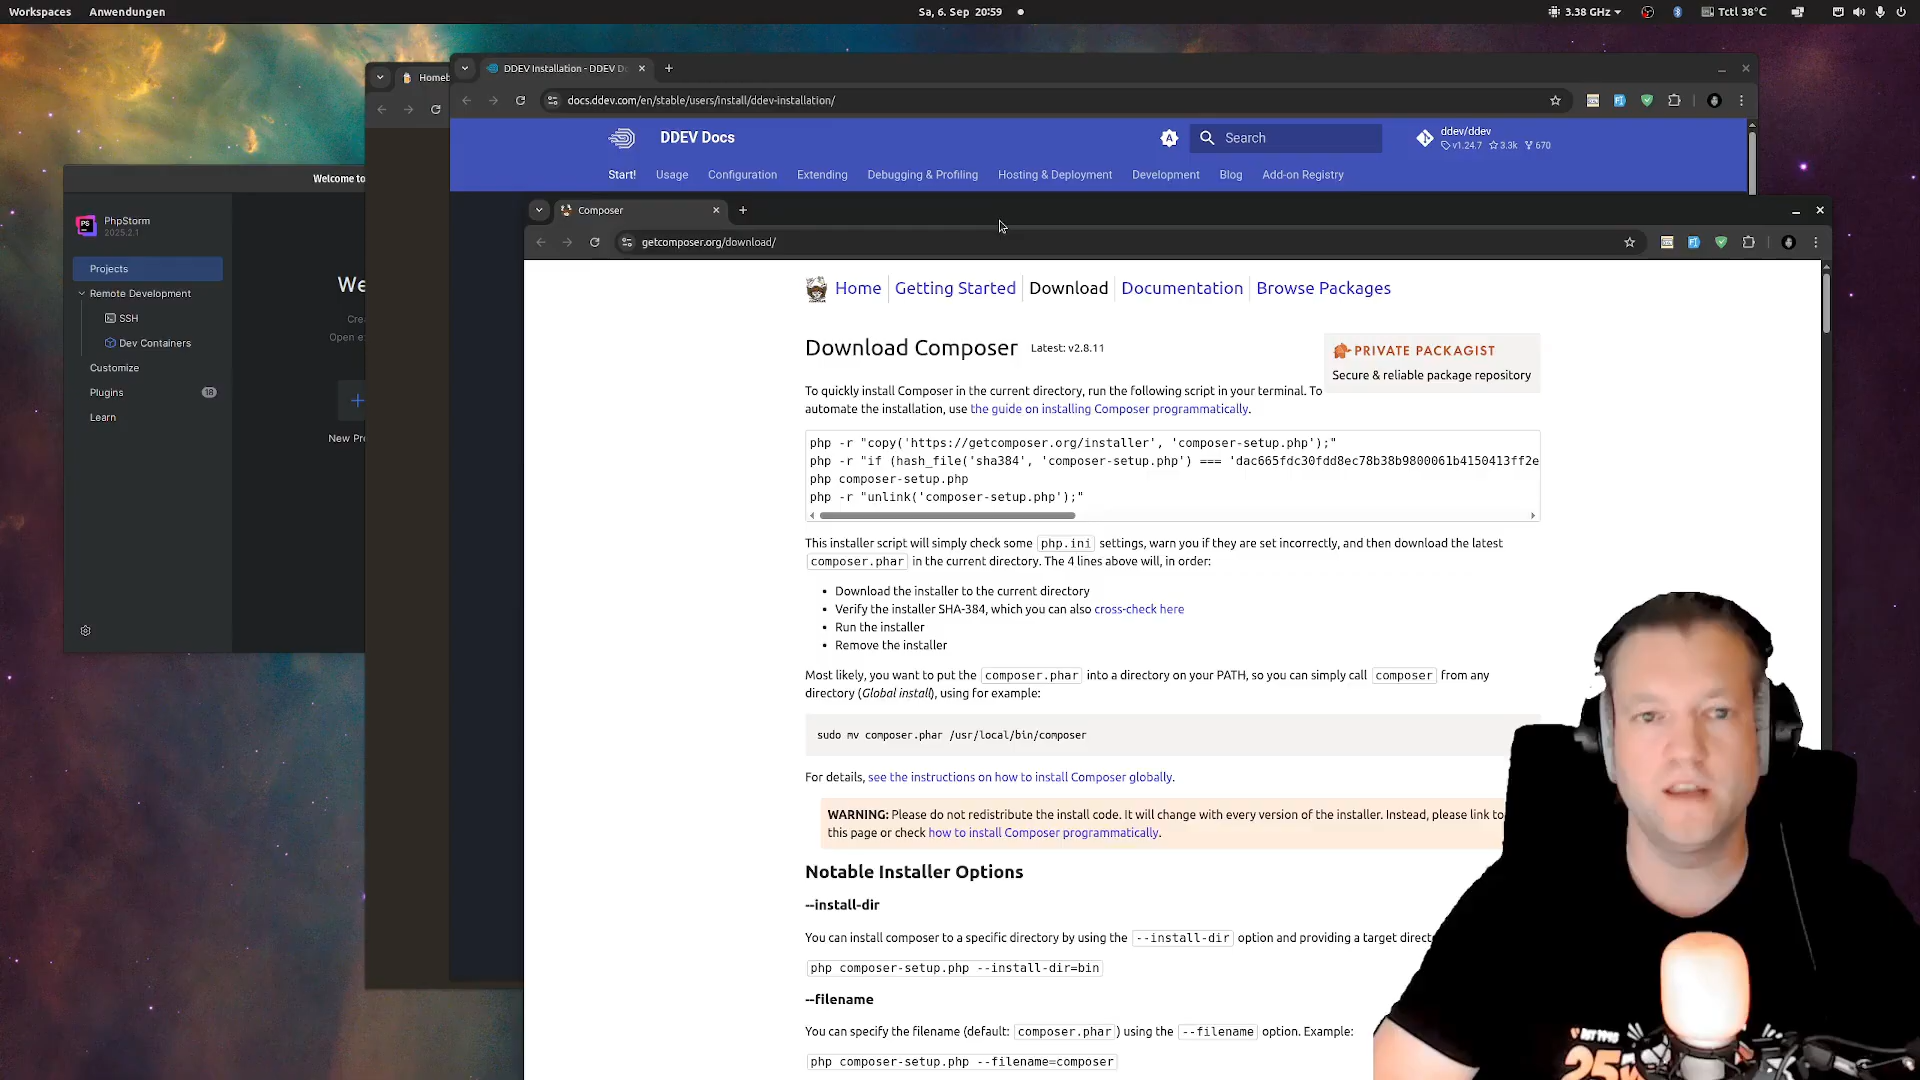 Workspaces
Anwendungen
Sa, 6. Sep 20:59
3.38 GHz
Tctl 38°C
Homeb
DDEV Installation - DDEV D
docs.ddev.com/en/stable/users/install/ddev-installation/
DDEV Docs
Search
ddev/ddev
v1.24.7 3.3k 670
Start! Usage Configuration Extending Debugging & Profiling Hosting & Deployment Development Blog Add-on Registry
Welcome to
PhpStorm
2025.2.1
Projects
Remote Development
SSH
Dev Containers
Customize
Plugins 18
Learn
We
Crea
Open ex
New Pro
Composer
getcomposer.org/download/
Home Getting Started Download Documentation Browse Packages
Download Composer Latest: v2.8.11
PRIVATE PACKAGIST
Secure & reliable package repository
To quickly install Composer in the current directory, run the following script in your terminal. To
automate the installation, use the guide on installing Composer programmatically.
php -r "copy('https://getcomposer.org/installer', 'composer-setup.php');"
php -r "if (hash_file('sha384', 'composer-setup.php') === 'dac665fdc30fdd8ec78b38b9800061b4150413ff2e
php composer-setup.php
php -r "unlink('composer-setup.php');"
This installer script will simply check some php.ini settings, warn you if they are set incorrectly, and then download the latest
composer.phar in the current directory. The 4 lines above will, in order:
• Download the installer to the current directory
• Verify the installer SHA-384, which you can also cross-check here
• Run the installer
• Remove the installer
Most likely, you want to put the composer.phar into a directory on your PATH, so you can simply call composer from any
directory (Global install), using for example:
sudo mv composer.phar /usr/local/bin/composer
For details, see the instructions on how to install Composer globally.
WARNING: Please do not redistribute the install code. It will change with every version of the installer. Instead, please link to
this page or check how to install Composer programmatically.
Notable Installer Options
--install-dir
You can install composer to a specific directory by using the --install-dir option and providing a target direct
php composer-setup.php --install-dir=bin
--filename
You can specify the filename (default: composer.phar) using the --filename option. Example:
php composer-setup.php --filename=composer
25